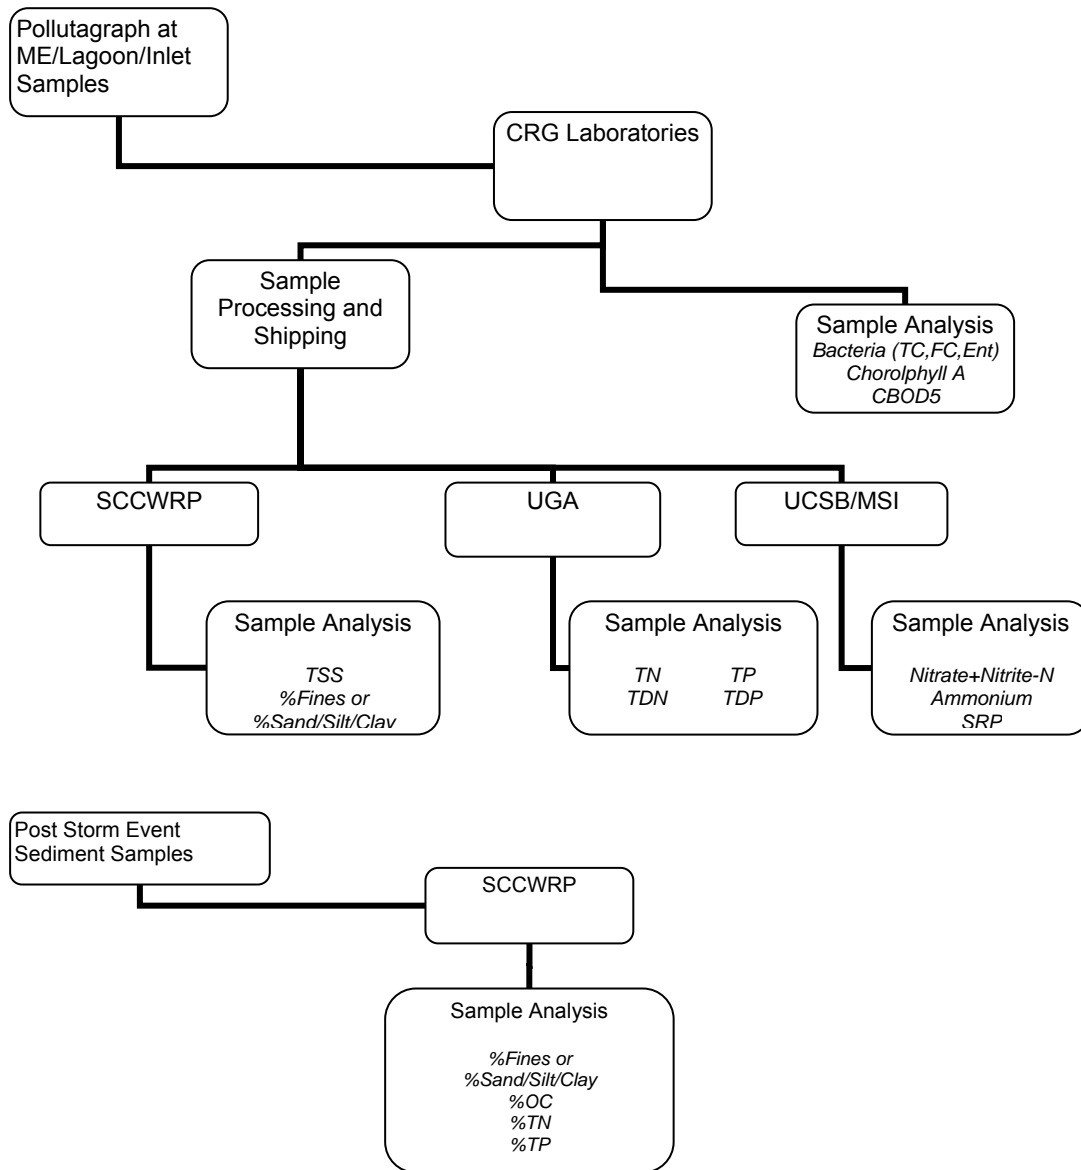 Pollutagraph at
ME/Lagoon/Inlet
Samples
CRG Laboratories
Sample
Processing and
Shipping
Sample Analysis
Bacteria (TC,FC,Ent)
Chorolphyll A
CBOD5
SCCWRP
UGA
UCSB/MSI
Sample Analysis
TSS
%Fines or
%Sand/Silt/Clay
Sample Analysis
TN TP
TDN TDP
Sample Analysis
Nitrate+Nitrite-N
Ammonium
SRP
Post Storm Event
Sediment Samples
SCCWRP
Sample Analysis
%Fines or
%Sand/Silt/Clay
%OC
%TN
%TP